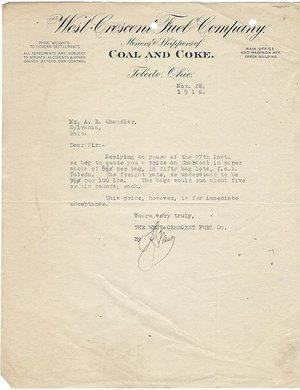 THE West-Crescent Fuel Company.
MINE WEIGHTS
TO GOVERN SETTLEMENTS.
ALL AGREEMENTS ARE SUBJECT
TO STRIKES, ACCIDENTS & OTHER
CAUSES BEYOND OUR CONTROL
Miners & Shippers of
COAL AND COKE.
MAIN OFFICE
MADISON AVE.
BUILDING
Toledo, Ohio.
Nov. 28,
1916.
Mr. A. R. Chandler,
Sylvania,
Ohio.
Dear Sir:-
Replying to yours of the 27th inst.
we beg to quote you a price on Charcoal in paper
sacks of per bag, in fifty bag lots, f.o.b.
Toledo. The freight rate, we understand to be
per 100 lbs. The bags would run about five
or six pounds, each.
This price, however, is for immediate
acceptance.
Yours very truly,
THE WEST-CRESCENT FUEL CO.
By